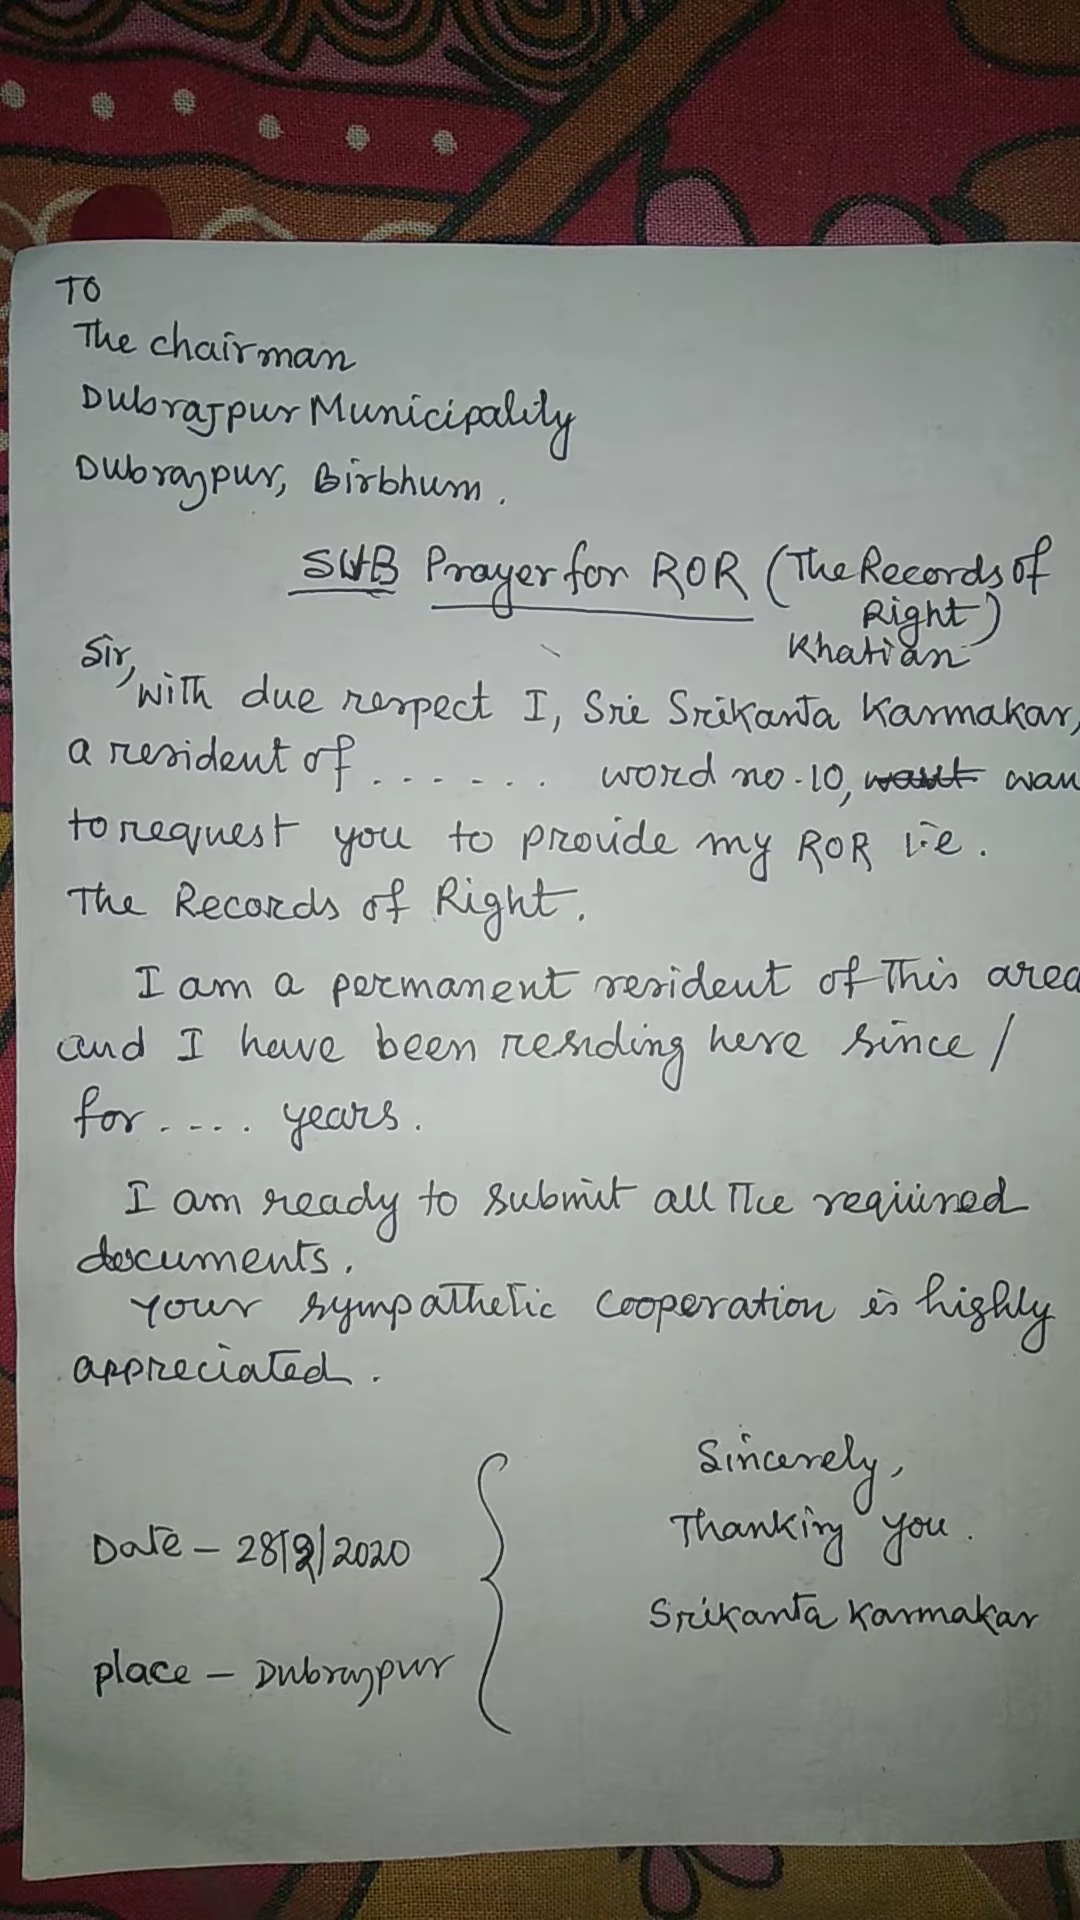 TO
The chairman
Dubrajpur Municipality
Dubrajpur, Birbhum.
SUB Prayer for ROR (The Records of
Right)
Khatian
Sir,
With due respect I, Sri Srikanta Karmakar,
a resident of ...... word no-10, want wan
to request you to provide my ROR i.e.
The Records of Right.
I am a permanent resident of This area
and I have been residing here since /
for .... years.
I am ready to submit all The required
documents.
Your sympathetic cooperation is highly
appreciated.
Sincerely,
Thanking you.
Srikanta Karmakar
Date - 28/2/2020
place - Dubrajpur